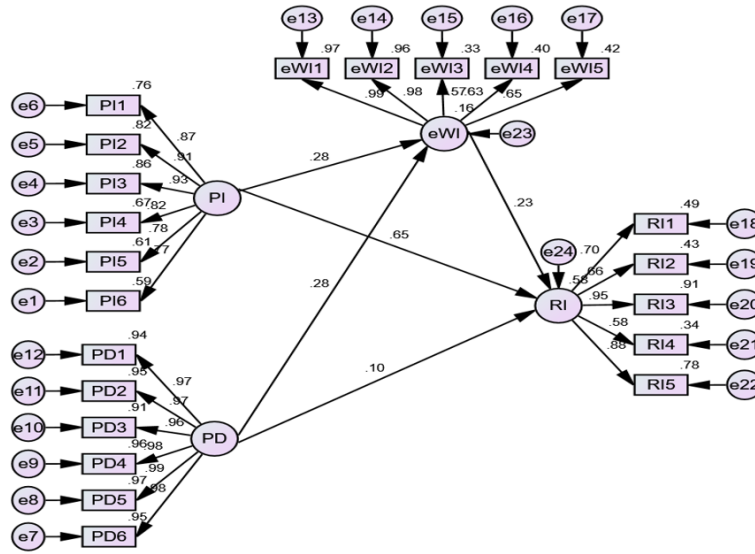 e13 e14 e15 e16 e17
.97 .96 .33 .40 .42
eWI1 eWI2 eWI3 eWI4 eWI5
.99 .98 .57 .63 .65
.16
eWI e23
.76
e6 PI1
.87
.82
e5 PI2
.91
.86
e4 PI3
.93
.67
e3 PI4
.82
.78
.61
e2 PI5
.77
.59
e1 PI6
PI
.28
.65
.28
.23
.10
e24
.58
RI
.70
.49
RI1 e18
.66
.43
RI2 e19
.95
.91
RI3 e20
.58
.34
RI4 e21
.88
.78
RI5 e22
.94
e12 PD1
.97
.95
e11 PD2
.97
.91
e10 PD3
.96
.96
e9 PD4
.98
.99
.97
e8 PD5
.98
.95
e7 PD6
PD